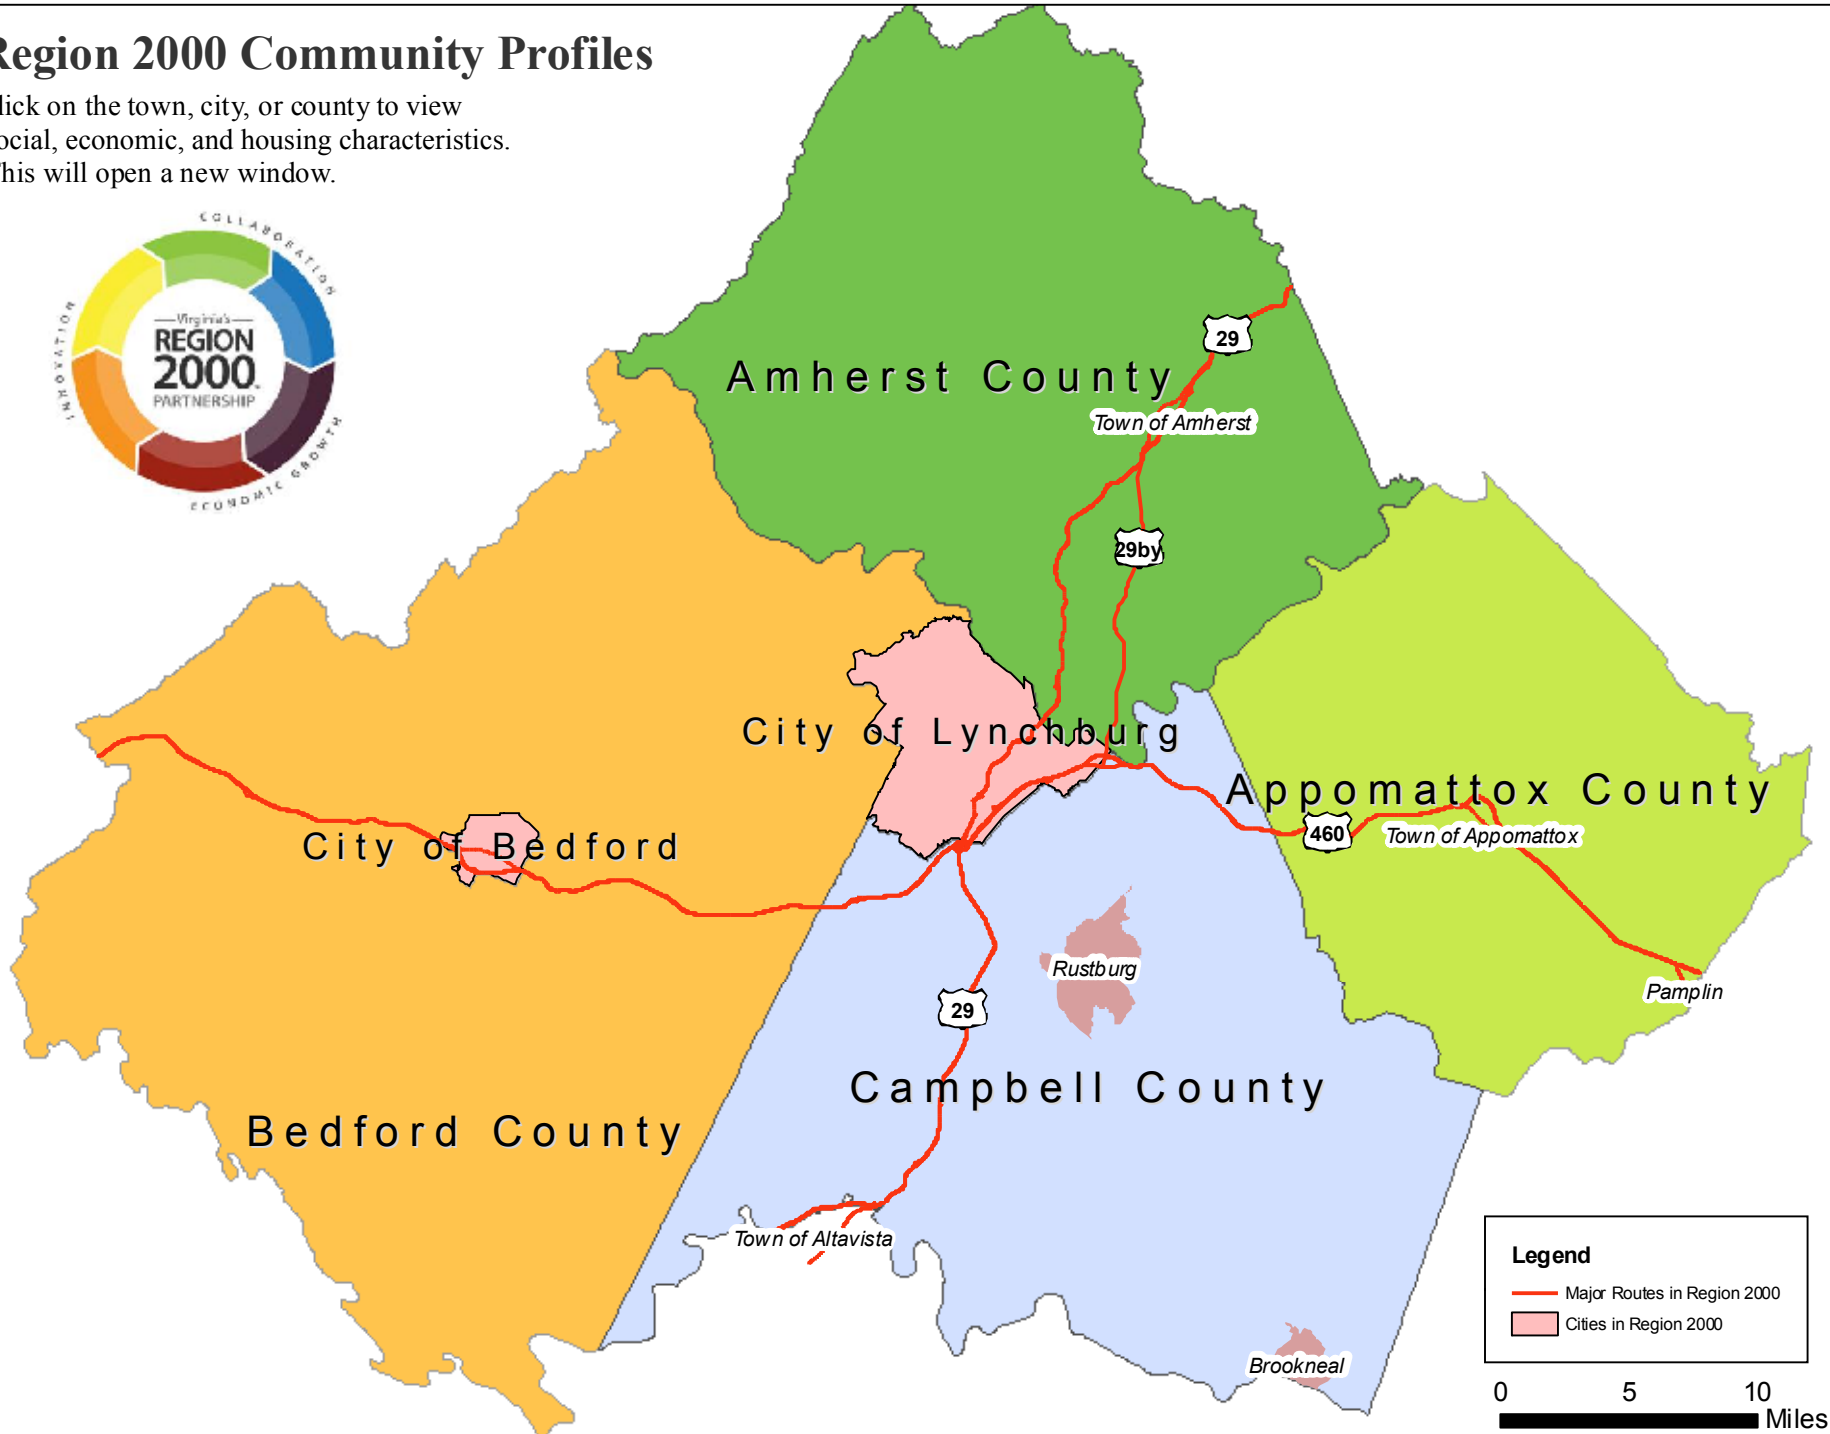 Region 2000 Community Profiles
lick on the town, city, or county to view
ocial, economic, and housing characteristics.
This will open a new window.
COLLABORATION
INNOVATION
ECONOMIC GROWTH
Virginia's
REGION
2000
PARTNERSHIP
29
Amherst County
Town of Amherst
29by
City of Lynchburg
Appomattox County
460
Town of Appomattox
City of Bedford
Rustburg
Pamplin
29
Campbell County
Bedford County
Town of Altavista
Brookneal
Legend
Major Routes in Region 2000
Cities in Region 2000
0 5 10
Miles